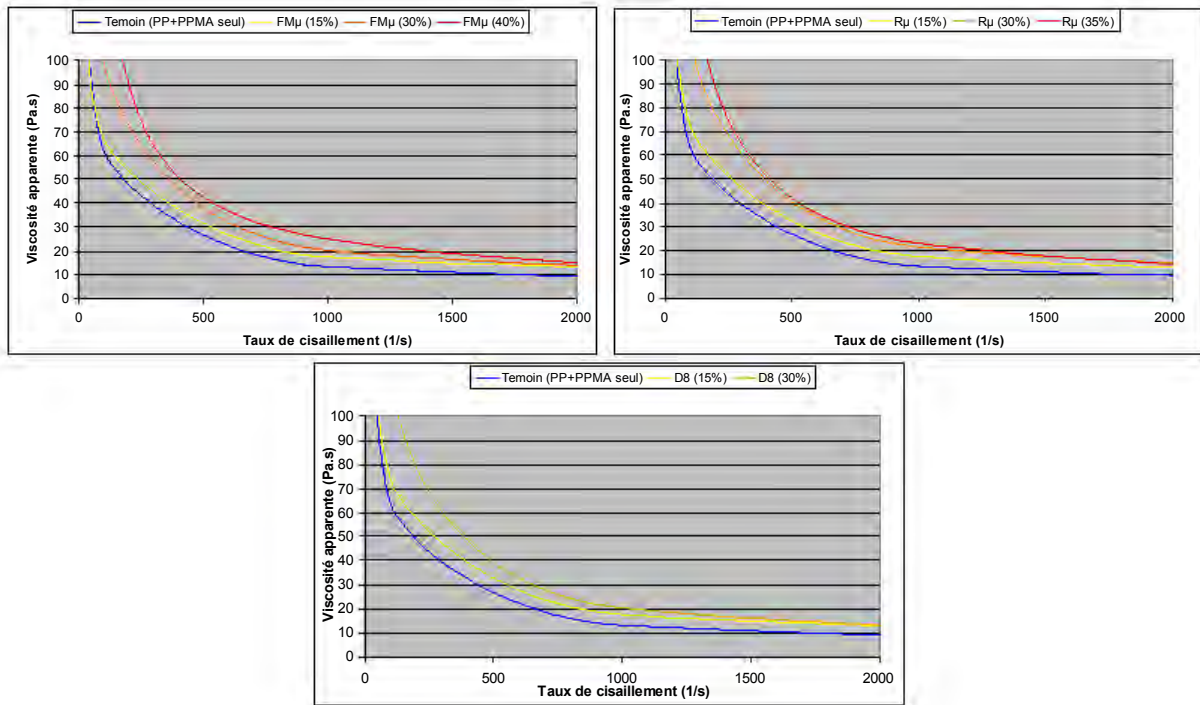 Temoin (PP+PPMA seul) FMµ (15%) FMµ (30%) FMµ (40%)
100
90
80
70
60
50
40
30
20
10
0
Viscosité apparente (Pa.s)
0 500 1000 1500 2000
Taux de cisaillement (1/s)
Temoin (PP+PPMA seul) Rµ (15%) Rµ (30%) Rµ (35%)
100
90
80
70
60
50
40
30
20
10
0
Viscosité apparente (Pa.s)
0 500 1000 1500 2000
Taux de cisaillement (1/s)
Temoin (PP+PPMA seul) D8 (15%) D8 (30%)
100
90
80
70
60
50
40
30
20
10
0
Viscosité apparente (Pa.s)
0 500 1000 1500 2000
Taux de cisaillement (1/s)